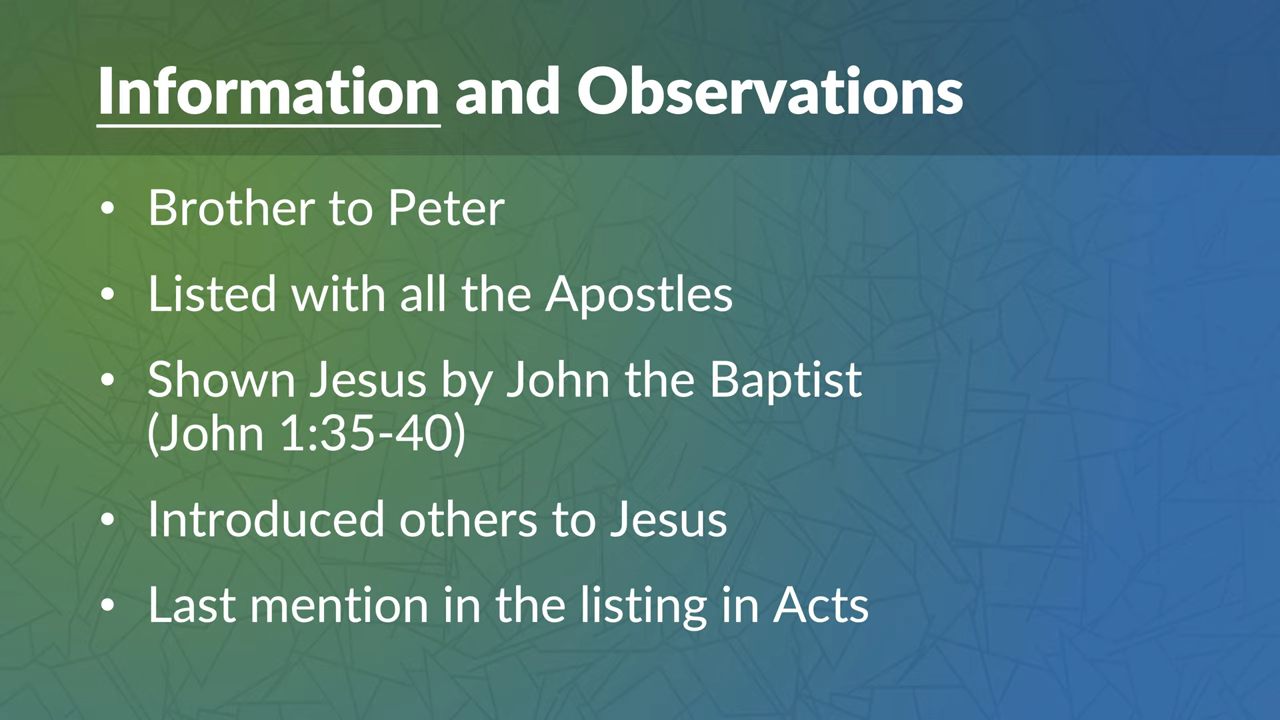 Information and Observations
• Brother to Peter
• Listed with all the Apostles
• Shown Jesus by John the Baptist
(John 1:35-40)
• Introduced others to Jesus
• Last mention in the listing in Acts